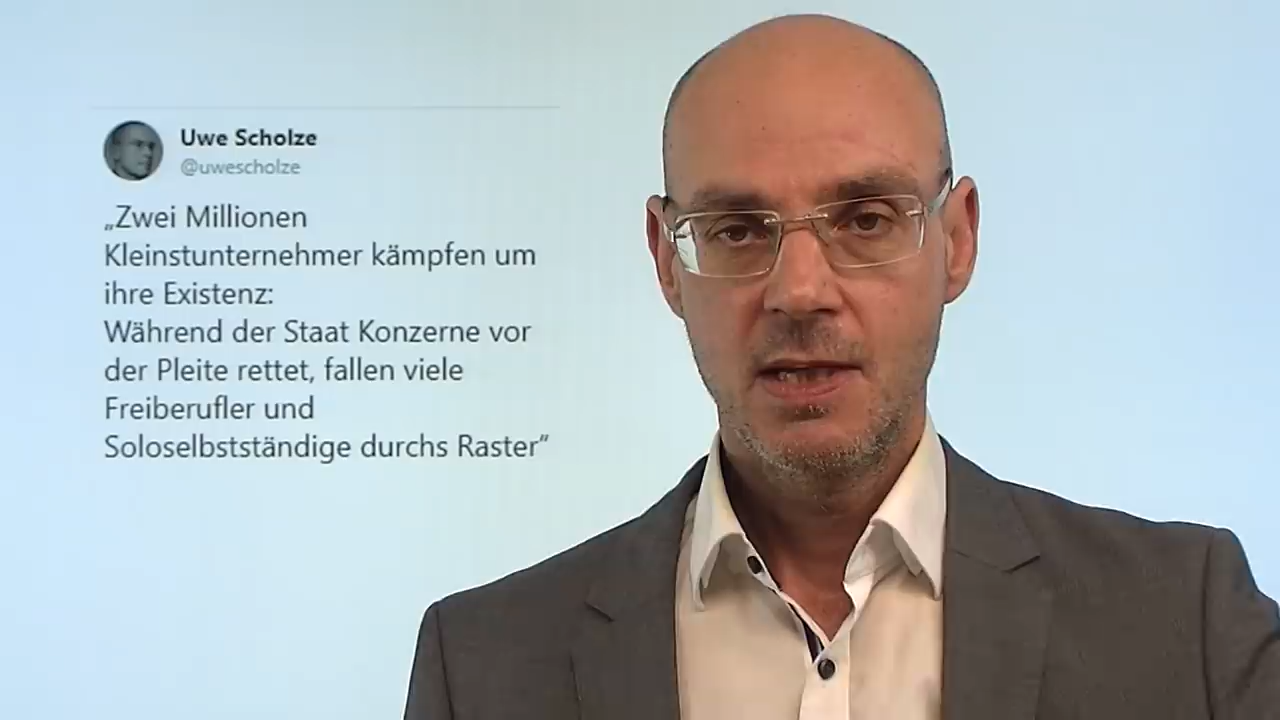 Uwe Scholze
@uwescholze
„Zwei Millionen
Kleinstunternehmer kämpfen um
ihre Existenz:
Während der Staat Konzerne vor
der Pleite rettet, fallen viele
Freiberufler und
Soloselbstständige durchs Raster“